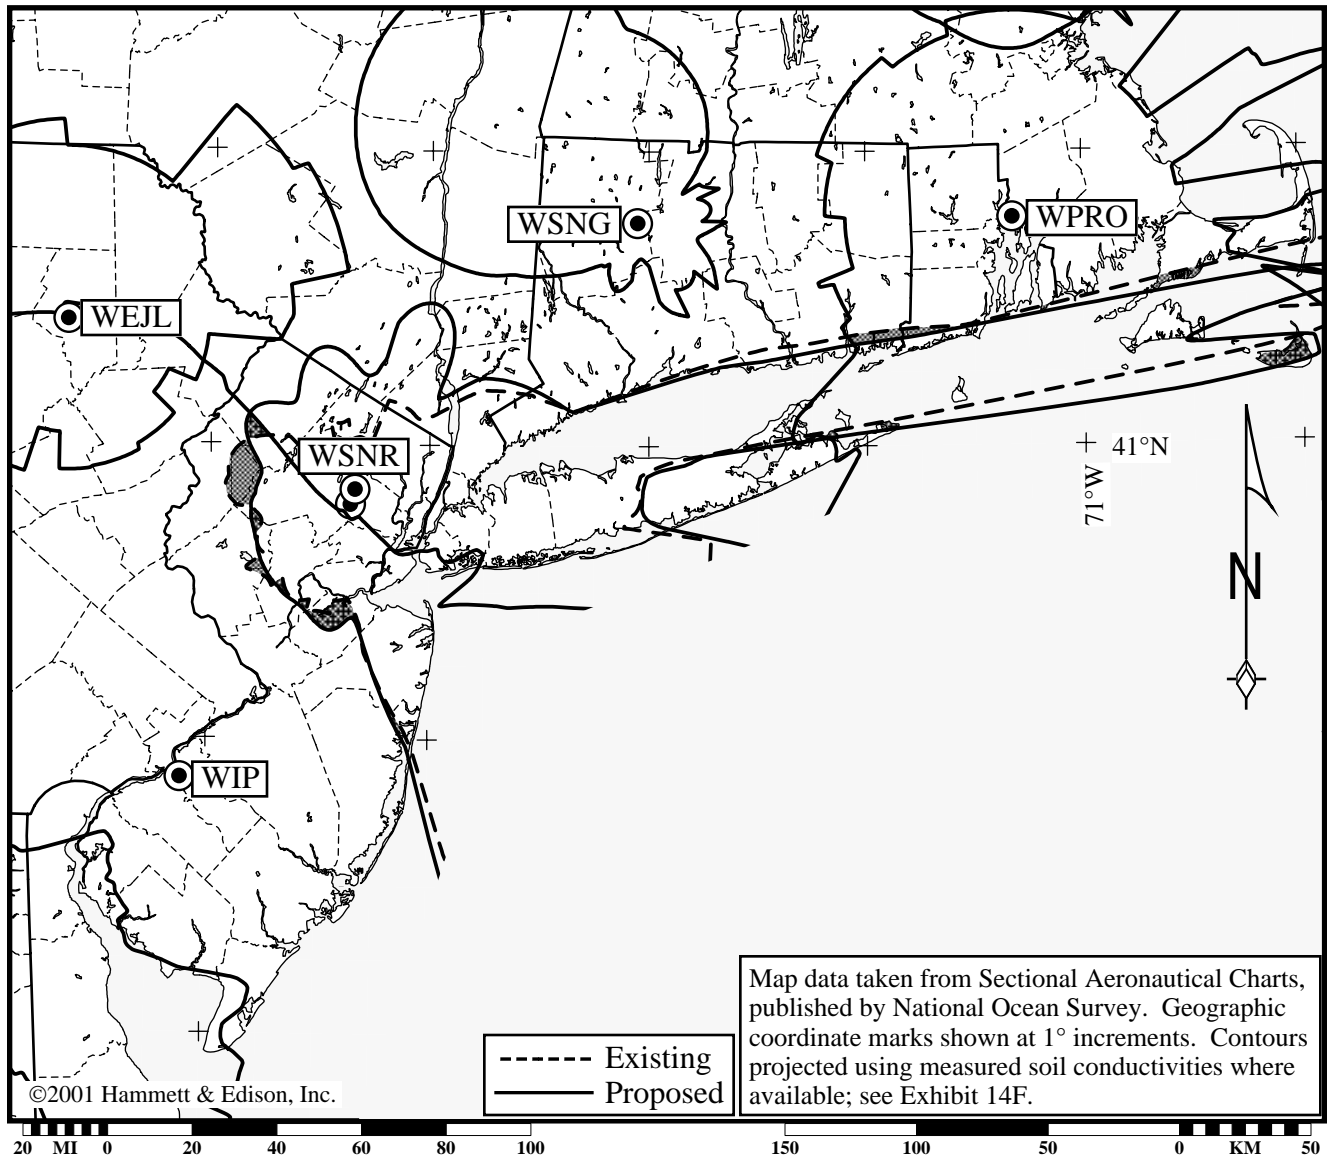 WSNG
WPRO
WEJL
WSNR
41°N
71°W
N
WIP
Map data taken from Sectional Aeronautical Charts,
published by National Ocean Survey. Geographic
coordinate marks shown at 1° increments. Contours
projected using measured soil conductivities where
available; see Exhibit 14F.
Existing
Proposed
©2001 Hammett & Edison, Inc.
20 MI 0 20 40 60 80 100 150 100 50 0 KM 50